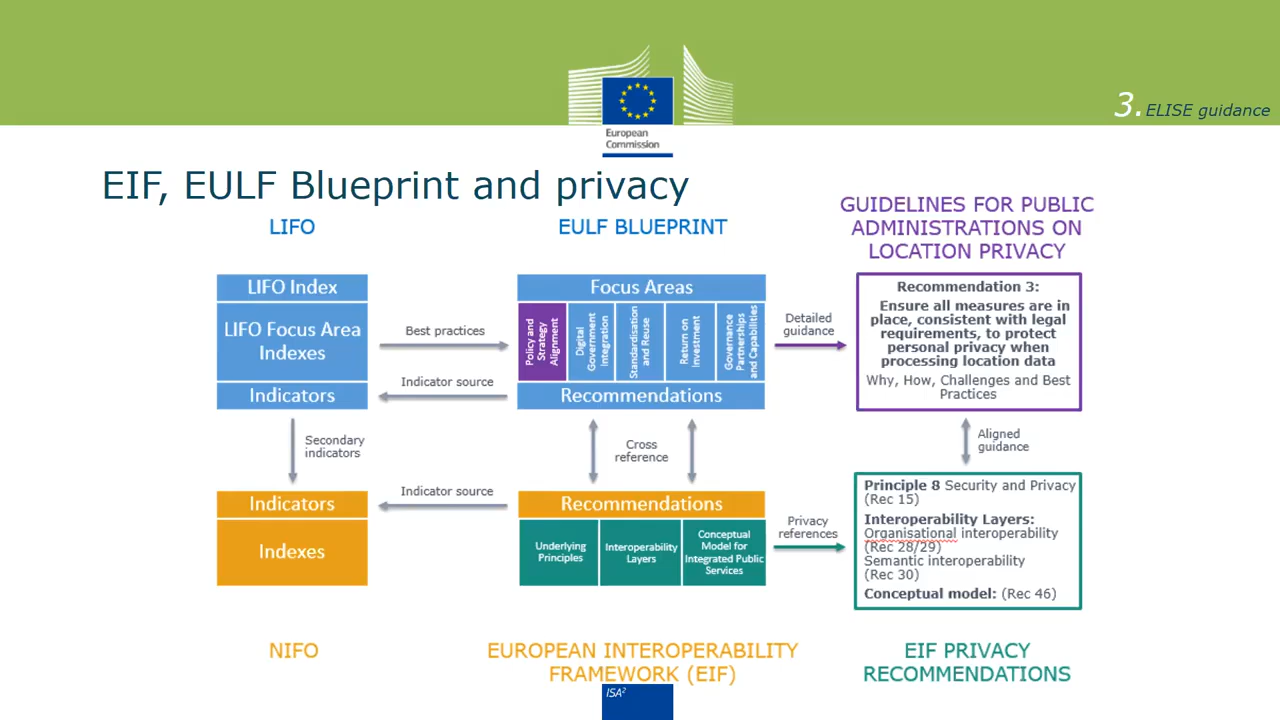 European
Commission
3. ELISE guidance
EIF, EULF Blueprint and privacy
LIFO
EULF BLUEPRINT
GUIDELINES FOR PUBLIC
ADMINISTRATIONS ON
LOCATION PRIVACY
LIFO Index
LIFO Focus Area
Indexes
Indicators
Best practices
Indicator source
Focus Areas
Policy and
Strategy
Alignment
Digital
Government
Integration
Standardisation
and Reuse
Return on
Investment
Governance
Partnerships
and Capabilities
Recommendations
Detailed
guidance
Recommendation 3:
Ensure all measures are in
place, consistent with legal
requirements, to protect
personal privacy when
processing location data
Why, How, Challenges and Best
Practices
Secondary
indicators
Cross
reference
Aligned
guidance
Indicators
Indexes
Indicator source
Recommendations
Underlying
Principles
Interoperability
Layers
Conceptual
Model for
Integrated Public
Services
Privacy
references
Principle 8 Security and Privacy
(Rec 15)
Interoperability Layers:
Organisational interoperability
(Rec 28/29)
Semantic interoperability
(Rec 30)
Conceptual model: (Rec 46)
NIFO
EUROPEAN INTEROPERABILITY
FRAMEWORK (EIF)
EIF PRIVACY
RECOMMENDATIONS
ISA²